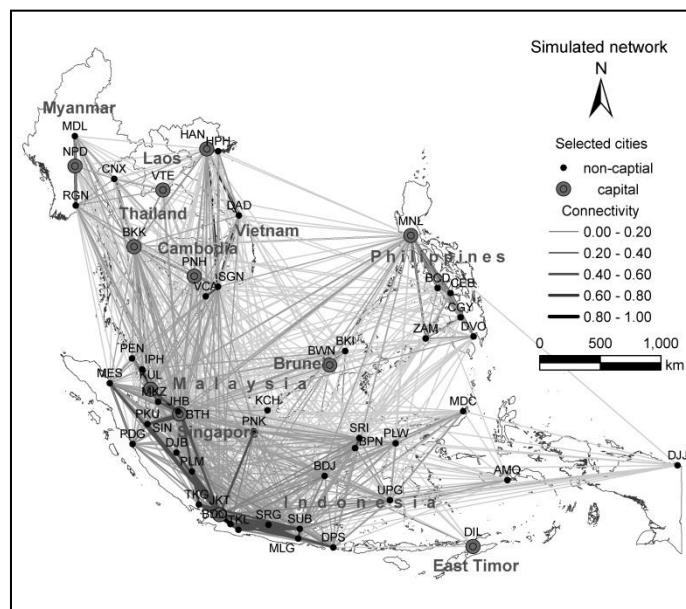 Simulated network
N
Selected cities
non-captial
capital
Connectivity
0.00 - 0.20
0.20 - 0.40
0.40 - 0.60
0.60 - 0.80
0.80 - 1.00
0
500
1,000
km
Myanmar
MDL
HAN
HPH
NPD
Laos
CNX
VTE
RGN
Thailand
DAD
Vietnam
MNL
BKK
Cambodia
Philippines
PNH
SGN
VCA
BCD
CEB
CGY
ZAM
DVO
PEN
IPH
BKI
BWN
Brunei
MES
UL
Malaysia
MKZ
JHB
KCH
BTH
MDC
PKU
SIN
Singapore
PNK
PDG
SRI
PLW
BPN
DJB
DJJ
PLM
BDJ
AMQ
TKG
JKT
Indonesia
UPG
BDO
TKL
SRG
SUB
MLG
DPS
DIL
East Timor